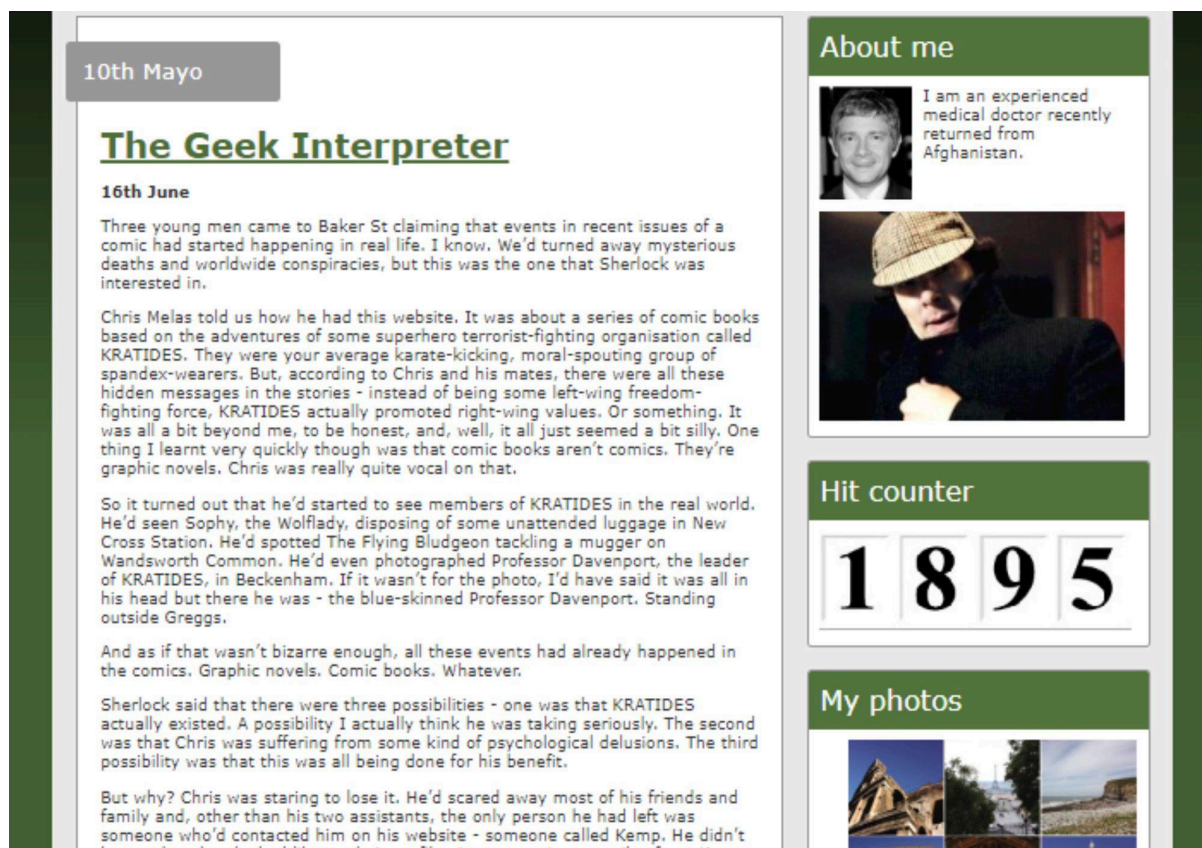 10th Mayo
The Geek Interpreter
16th June
Three young men came to Baker St claiming that events in recent issues of a
comic had started happening in real life. I know. We’d turned away mysterious
deaths and worldwide conspiracies, but this was the one that Sherlock was
interested in.
Chris Melas told us how he had this website. It was about a series of comic books
based on the adventures of some superhero terrorist-fighting organisation called
KRATIDES. They were your average karate-kicking, moral-spouting group of
spandex-wearers. But, according to Chris and his mates, there were all these
hidden messages in the stories - instead of being some left-wing freedom-
fighting force, KRATIDES actually promoted right-wing values. Or something. It
was all a bit beyond me, to be honest, and, well, it all just seemed a bit silly. One
thing I learnt very quickly though was that comic books aren’t comics. They’re
graphic novels. Chris was really quite vocal on that.
So it turned out that he’d started to see members of KRATIDES in the real world.
He’d seen Sophy, the Wolflady, disposing of some unattended luggage in New
Cross Station. He’d spotted The Flying Bludgeon tackling a mugger on
Wandsworth Common. He’d even photographed Professor Davenport, the leader
of KRATIDES, in Beckenham. If it wasn’t for the photo, I’d have said it was all in
his head but there he was - the blue-skinned Professor Davenport. Standing
outside Greggs.
And as if that wasn’t bizarre enough, all these events had already happened in
the comics. Graphic novels. Comic books. Whatever.
Sherlock said that there were three possibilities - one was that KRATIDES
actually existed. A possibility I actually think he was taking seriously. The second
was that Chris was suffering from some kind of psychological delusions. The third
possibility was that this was all being done for his benefit.
But why? Chris was staring to lose it. He’d scared away most of his friends and
family and, other than his two assistants, the only person he had left was
someone who’d contacted him on his website - someone called Kemp. He didn’t
About me
I am an experienced
medical doctor recently
returned from
Afghanistan.
Hit counter
1895
My photos